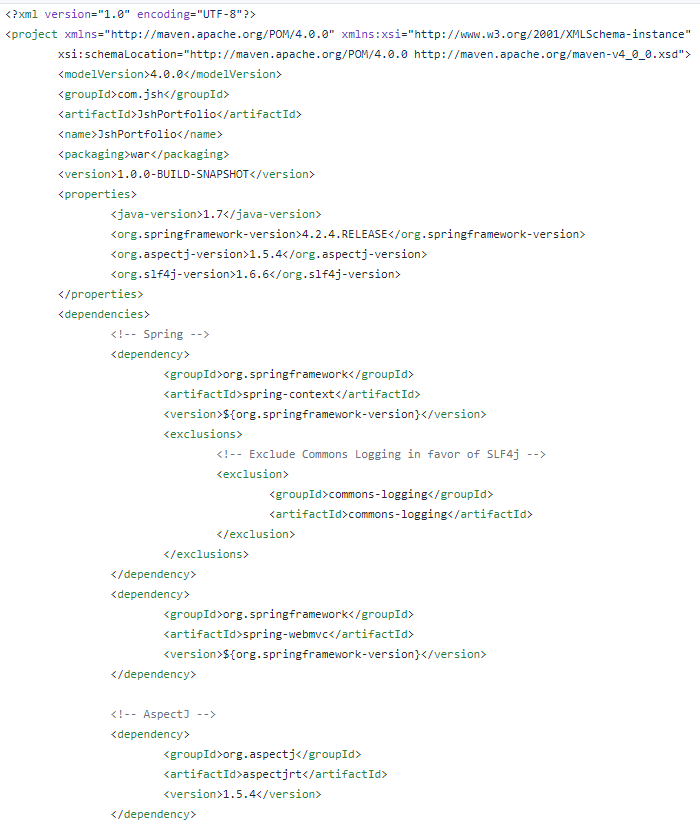 <?xml version="1.0" encoding="UTF-8"?>
<project xmlns="http://maven.apache.org/POM/4.0.0" xmlns:xsi="http://www.w3.org/2001/XMLSchema-instance"
        xsi:schemaLocation="http://maven.apache.org/POM/4.0.0 http://maven.apache.org/maven-v4_0_0.xsd">
        <modelVersion>4.0.0</modelVersion>
        <groupId>com.jsh</groupId>
        <artifactId>JshPortfolio</artifactId>
        <name>JshPortfolio</name>
        <packaging>war</packaging>
        <version>1.0.0-BUILD-SNAPSHOT</version>
        <properties>
                <java-version>1.7</java-version>
                <org.springframework-version>4.2.4.RELEASE</org.springframework-version>
                <org.aspectj-version>1.5.4</org.aspectj-version>
                <org.slf4j-version>1.6.6</org.slf4j-version>
        </properties>
        <dependencies>
                <!-- Spring -->
                <dependency>
                        <groupId>org.springframework</groupId>
                        <artifactId>spring-context</artifactId>
                        <version>${org.springframework-version}</version>
                        <exclusions>
                                <!-- Exclude Commons Logging in favor of SLF4j -->
                                <exclusion>
                                        <groupId>commons-logging</groupId>
                                        <artifactId>commons-logging</artifactId>
                                </exclusion>
                        </exclusions>
                </dependency>
                <dependency>
                        <groupId>org.springframework</groupId>
                        <artifactId>spring-webmvc</artifactId>
                        <version>${org.springframework-version}</version>
                </dependency>

                <!-- AspectJ -->
                <dependency>
                        <groupId>org.aspectj</groupId>
                        <artifactId>aspectjrt</artifactId>
                        <version>1.5.4</version>
                </dependency>